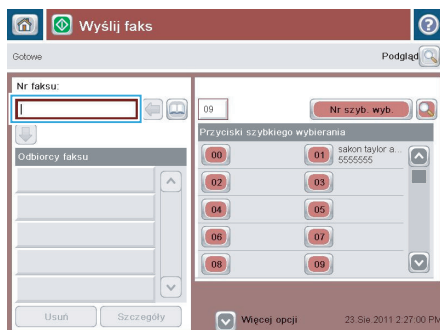 Wyślij faks
Gotowe
Podgląd
Nr faksu:
09
Nr szyb. wyb.
Przyciski szybkiego wybierania
Odbiorcy faksu
00
01 sakon taylor a...
5555555
02
03
04
05
06
07
08
09
Usuń
Szczegóły
Więcej opcji
23 Sie 2011 2:27:00 PM